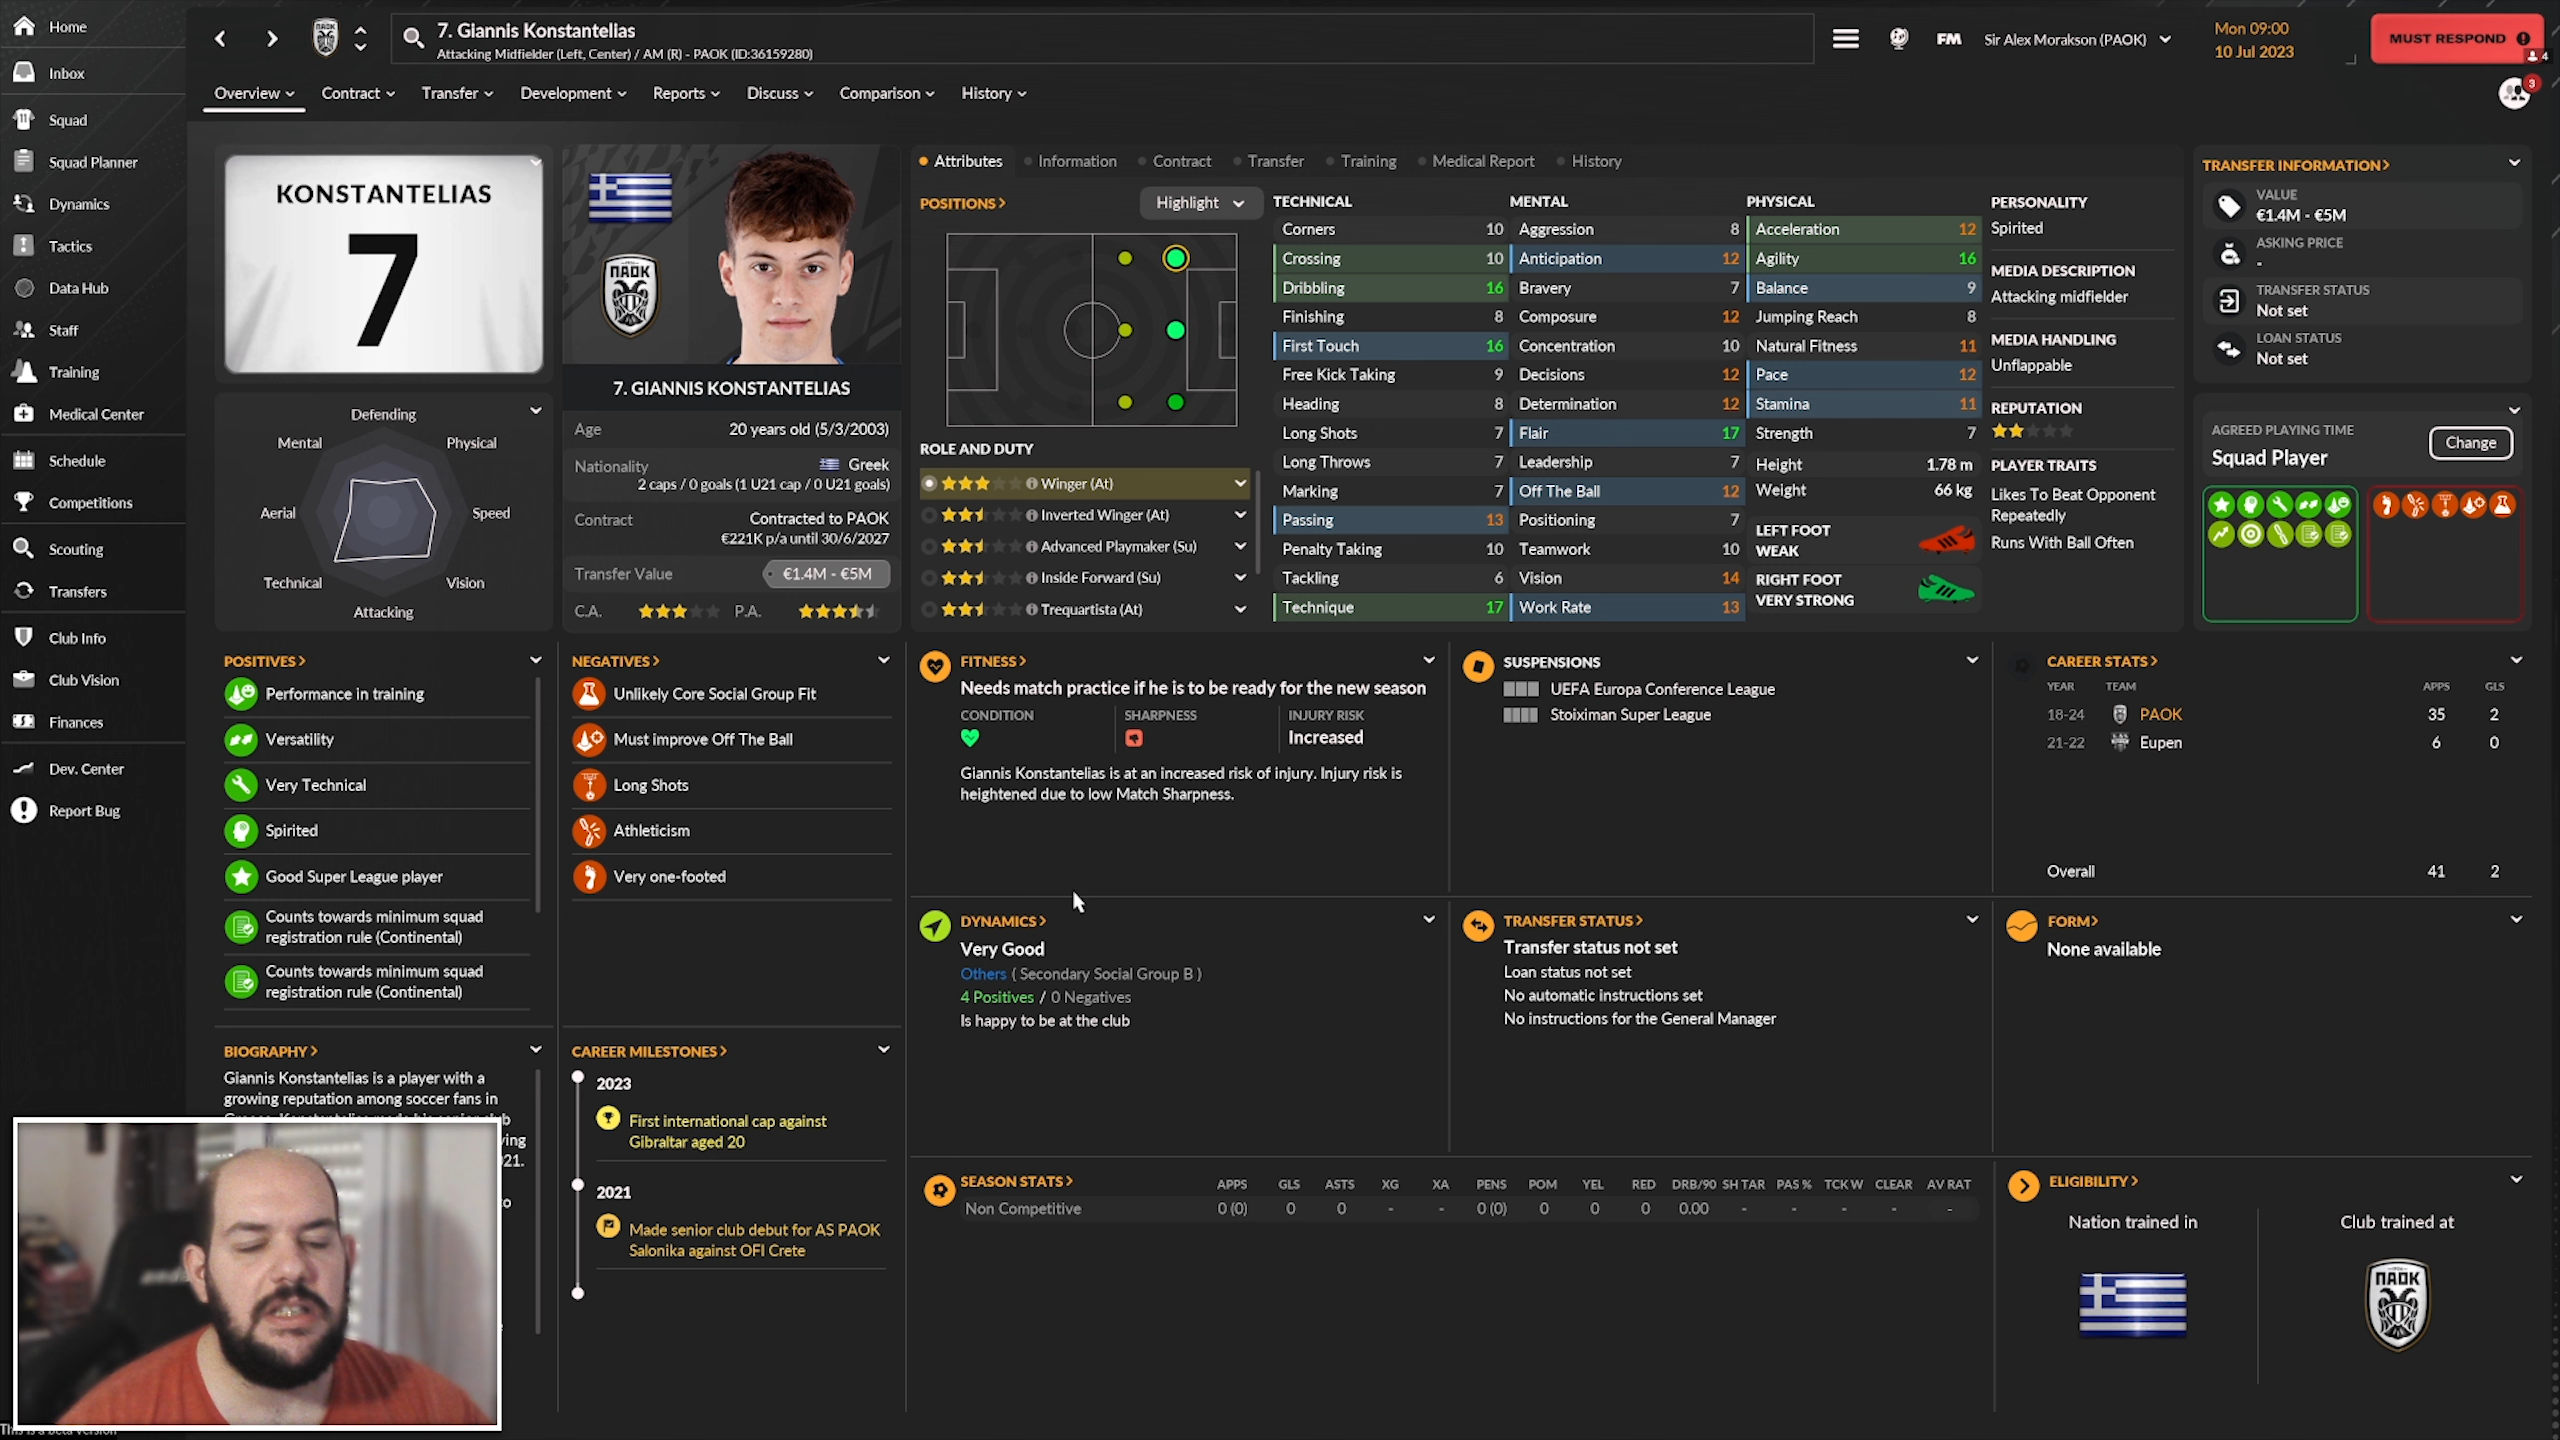 Home
Inbox
Squad
Squad Planner
Dynamics
Tactics
Data Hub
Staff
Training
Medical Center
Schedule
Competitions
Scouting
Transfers
Club Info
Club Vision
Finances
Dev. Center
Report Bug
ΠΑΟΚ
7. Giannis Konstantelias
Attacking Midfielder (Left, Center) / AM (R) - PAOK (ID:36159280)
FM
Sir Alex Morakson (PAOK)
Mon 09:00
10 Jul 2023
MUST RESPOND
4
3
Overview Contract Transfer Development Reports Discuss Comparison History
KONSTANTELIAS
7
Defending
Mental Physical
Aerial Speed
Technical Vision
Attacking
ΠΑΟΚ
7. GIANNIS KONSTANTELIAS
Age 20 years old (5/3/2003)
Nationality Greek
2 caps / 0 goals (1 U21 cap / 0 U21 goals)
Contract Contracted to PAOK
€221K p/a until 30/6/2027
Transfer Value €1.4M - €5M
C.A. P.A.
Attributes Information Contract Transfer Training Medical Report History
POSITIONS>
Highlight
ROLE AND DUTY
Winger (At)
Inverted Winger (At)
Advanced Playmaker (Su)
Inside Forward (Su)
Trequartista (At)
TECHNICAL
Corners 10
Crossing 10
Dribbling 16
Finishing 8
First Touch 16
Free Kick Taking 9
Heading 8
Long Shots 7
Long Throws 7
Marking 7
Passing 13
Penalty Taking 10
Tackling 6
Technique 17
MENTAL
Aggression 8
Anticipation 12
Bravery 7
Composure 12
Concentration 10
Decisions 12
Determination 12
Flair 17
Leadership 7
Off The Ball 12
Positioning 7
Teamwork 10
Vision 14
Work Rate 13
PHYSICAL
Acceleration 12
Agility 16
Balance 9
Jumping Reach 8
Natural Fitness 11
Pace 12
Stamina 11
Strength 7
Height 1.78 m
Weight 66 kg
LEFT FOOT
WEAK
RIGHT FOOT
VERY STRONG
PERSONALITY
Spirited
MEDIA DESCRIPTION
Attacking midfielder
MEDIA HANDLING
Unflappable
REPUTATION
PLAYER TRAITS
Likes To Beat Opponent
Repeatedly
Runs With Ball Often
TRANSFER INFORMATION>
VALUE
€1.4M - €5M
ASKING PRICE
-
TRANSFER STATUS
Not set
LOAN STATUS
Not set
AGREED PLAYING TIME
Squad Player
Change
POSITIVES>
Performance in training
Versatility
Very Technical
Spirited
Good Super League player
Counts towards minimum squad
registration rule (Continental)
Counts towards minimum squad
registration rule (Continental)
NEGATIVES>
Unlikely Core Social Group Fit
Must improve Off The Ball
Long Shots
Athleticism
Very one-footed
FITNESS>
Needs match practice if he is to be ready for the new season
CONDITION SHARPNESS INJURY RISK
Increased
Giannis Konstantelias is at an increased risk of injury. Injury risk is
heightened due to low Match Sharpness.
SUSPENSIONS
UEFA Europa Conference League
Stoiximan Super League
CAREER STATS>
YEAR TEAM APPS GLS
18-24 PAOK 35 2
21-22 Eupen 6 0
Overall 41 2
DYNAMICS>
Very Good
Others ( Secondary Social Group B )
4 Positives / 0 Negatives
Is happy to be at the club
TRANSFER STATUS>
Transfer status not set
Loan status not set
No automatic instructions set
No instructions for the General Manager
FORM>
None available
BIOGRAPHY>
Giannis Konstantelias is a player with a
growing reputation among soccer fans in
ing
21.
CAREER MILESTONES>
2023
First international cap against
Gibraltar aged 20
2021
Made senior club debut for AS PAOK
Salonika against OFI Crete
SEASON STATS> APPS GLS ASTS XG XA PENS POM YEL RED DRB/90 SH TAR PAS % TCK W CLEAR AV RAT
Non Competitive 0 (0) 0 0 - - 0 (0) 0 0 0 0.00 - - - - -
ELIGIBILITY>
Nation trained in
Club trained at
ΠΑΟΚ